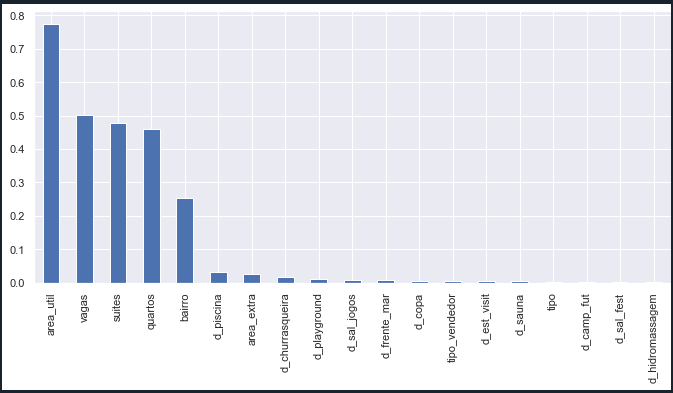 0.8
0.7
0.6
0.5
0.4
0.3
0.2
0.1
0.0
area_util
vagas
suites
quartos
bairro
d_piscina
area_extra
d_churrasqueira
d_playground
d_sal_jogos
d_frente_mar
d_copa
tipo_vendedor
d_est_visit
d_sauna
tipo
d_camp_fut
d_sal_fest
d_hidromassagem